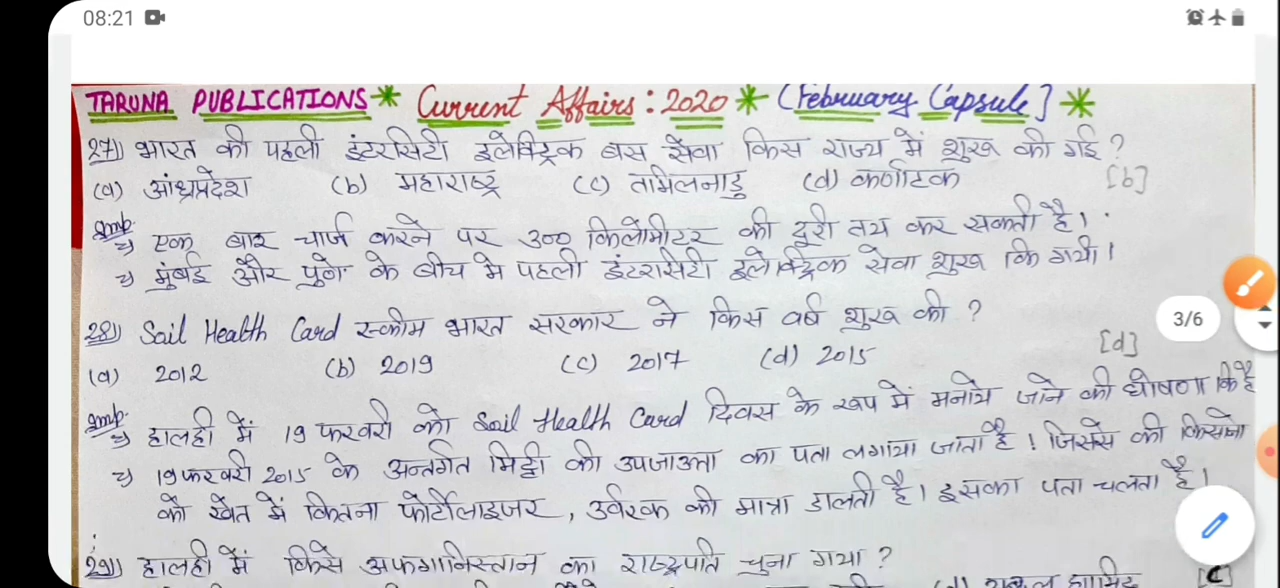 08:21
TARUNA PUBLICATIONS * Current Affairs : 2020 * (February Capsule] *
27)) भारत की पहली इंटरसिटी इलेक्ट्रिक बस सेवा किस राज्य में शुरू की गई ?
(a) आंध्रप्रदेश (b) महाराष्ट्र (c) तामिलनाडु (d) कर्णाटक [b]
Imp.
⇒ एक बार चार्ज करने पर 300 किलोमीटर की दूरी तय कर सकती है।
⇒ मुंबई और पुणे के बीच मे पहली इंटरसिटी इलेक्ट्रिक सेवा शुरू कि गयी।
28)) Soil Health Card स्कीम भारत सरकार ने किस वर्ष शुरू की ?
(a) 2012 (b) 2019 (c) 2017 (d) 2015 [d]
Imp.
⇒ हालही में 19 फरवरी को Soil Health Card दिवस के रूप में मनाये जाने की घोषणा कि है
⇒ 19 फरवरी 2015 के अन्तर्गत मिट्टी की उपजाऊता का पता लगाया जाता है। जिससे की किसानो
को खेत में कितना फोर्टीलाइजर, उर्वरक की मात्रा डालती है। इसका पता चलता है।
29)) हालही में किसे अफगानिस्तान का राष्ट्रपति चुना गया ?
3/6